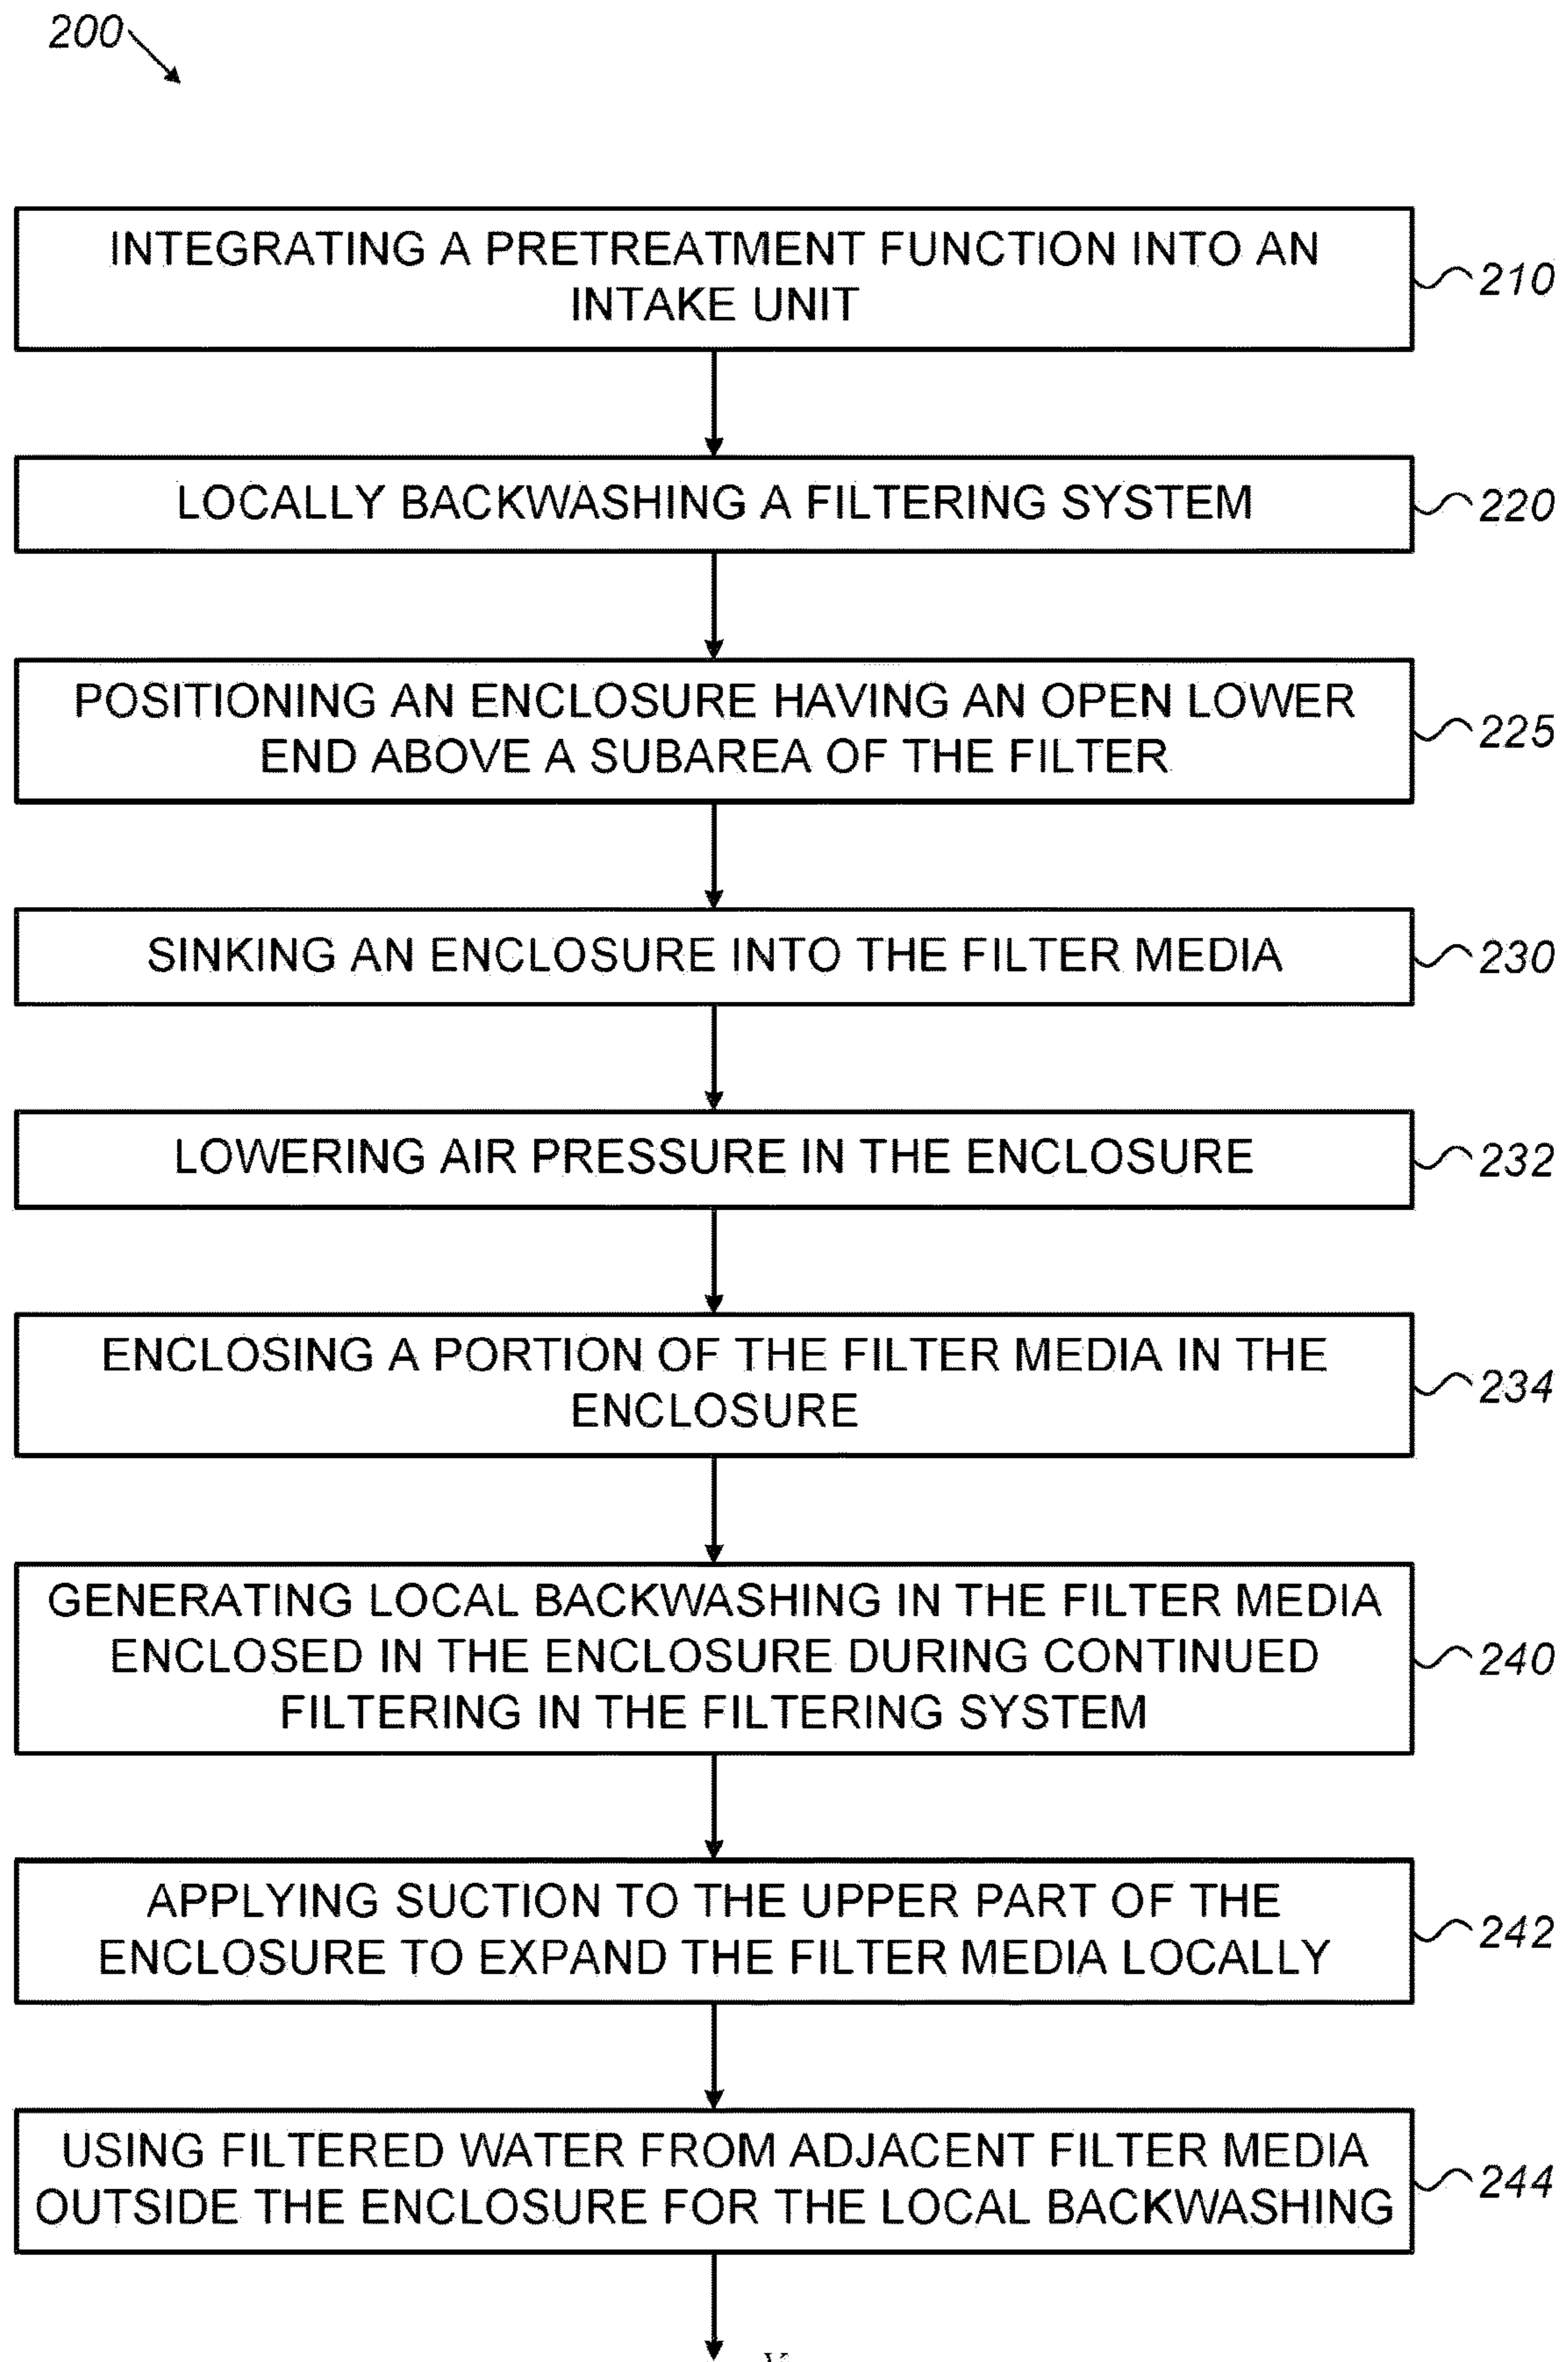 200
INTEGRATING A PRETREATMENT FUNCTION INTO AN
INTAKE UNIT
210
LOCALLY BACKWASHING A FILTERING SYSTEM
220
POSITIONING AN ENCLOSURE HAVING AN OPEN LOWER
END ABOVE A SUBAREA OF THE FILTER
225
SINKING AN ENCLOSURE INTO THE FILTER MEDIA
230
LOWERING AIR PRESSURE IN THE ENCLOSURE
232
ENCLOSING A PORTION OF THE FILTER MEDIA IN THE
ENCLOSURE
234
GENERATING LOCAL BACKWASHING IN THE FILTER MEDIA
ENCLOSED IN THE ENCLOSURE DURING CONTINUED
FILTERING IN THE FILTERING SYSTEM
240
APPLYING SUCTION TO THE UPPER PART OF THE
ENCLOSURE TO EXPAND THE FILTER MEDIA LOCALLY
242
USING FILTERED WATER FROM ADJACENT FILTER MEDIA
OUTSIDE THE ENCLOSURE FOR THE LOCAL BACKWASHING
244